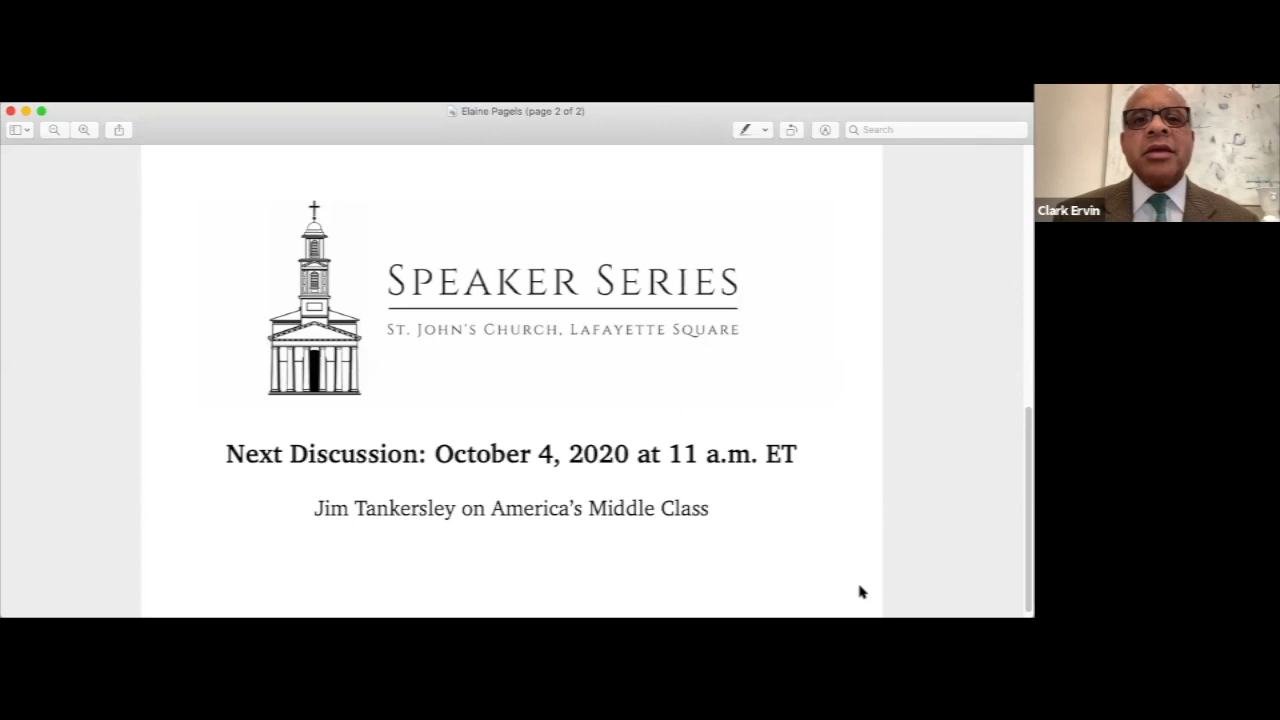 Elaine Pagels (page 2 of 2)
Search
SPEAKER SERIES
ST. JOHN'S CHURCH, LAFAYETTE SQUARE
Next Discussion: October 4, 2020 at 11 a.m. ET
Jim Tankersley on America's Middle Class
Clark Ervin